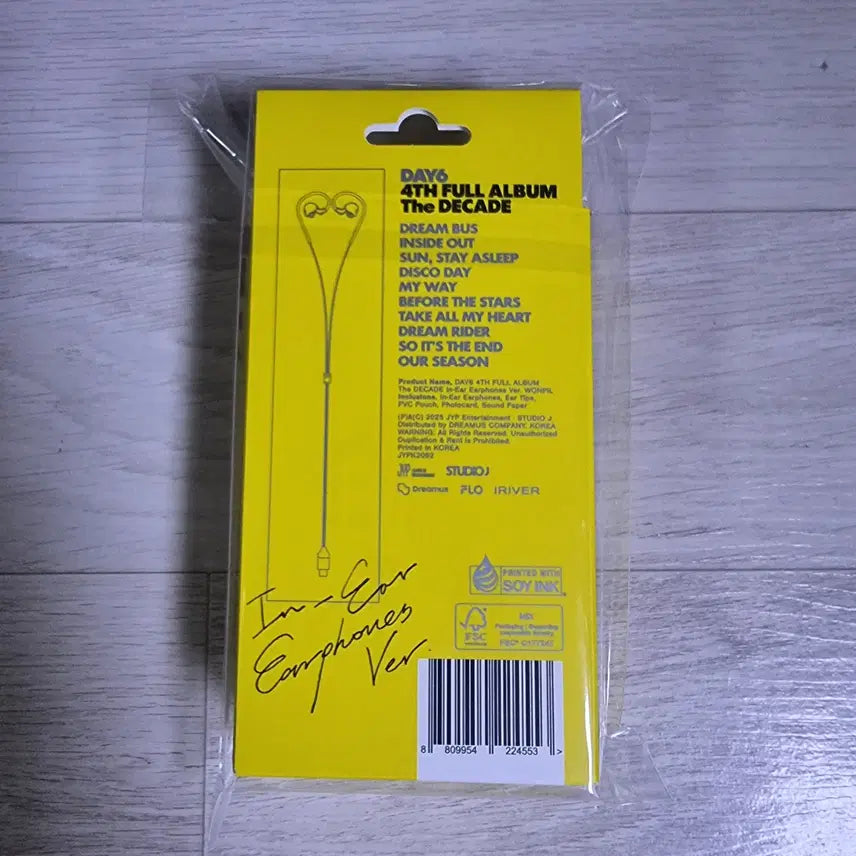 DAY6
4TH FULL ALBUM
The DECADE
DREAM BUS
INSIDE OUT
SUN, STAY ASLEEP
DISCO DAY
MY WAY
BEFORE THE STARS
TAKE ALL MY HEART
DREAM RIDER
SO IT'S THE END
OUR SEASON
Product Name. DAY6 4TH FULL ALBUM
The DECADE In-Ear Earphones Ver. WONPIL
Inclusions. In-Ear Earphones, Ear Tips,
PVC Pouch, Photocard, Sound Paper
(P)&(C) 2025 JYP Entertainment · STUDIO J
Distributed by DREAMUS COMPANY. KOREA
WARNING: All Rights Reserved. Unauthorized
Duplication & Rent is Prohibited.
Printed in KOREA
JYPK2092
JYP STUDIO J
Dreamus FLO IRIVER
PRINTED WITH
SOY INK
In-Ear
Earphones
Ver.
FSC
MIX
8 809954 224553 >